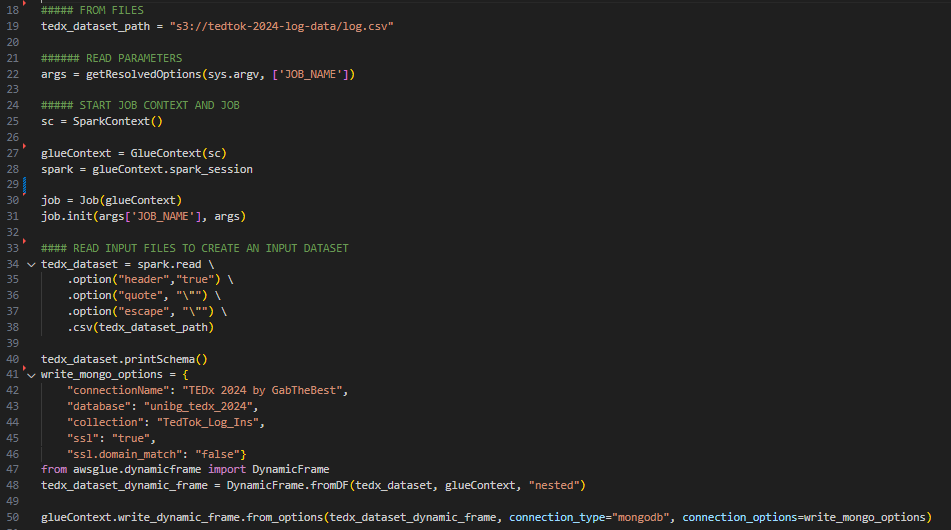 18 ##### FROM FILES
19 tedx_dataset_path = "s3://tedtok-2024-log-data/log.csv"
20
21 ###### READ PARAMETERS
22 args = getResolvedOptions(sys.argv, ['JOB_NAME'])
23
24 ##### START JOB CONTEXT AND JOB
25 sc = SparkContext()
26
27 glueContext = GlueContext(sc)
28 spark = glueContext.spark_session
29
30 job = Job(glueContext)
31 job.init(args['JOB_NAME'], args)
32
33 #### READ INPUT FILES TO CREATE AN INPUT DATASET
34 tedx_dataset = spark.read \
35     .option("header","true") \
36     .option("quote", "\"") \
37     .option("escape", "\"") \
38     .csv(tedx_dataset_path)
39
40 tedx_dataset.printSchema()
41 write_mongo_options = {
42     "connectionName": "TEDx 2024 by GabTheBest",
43     "database": "unibg_tedx_2024",
44     "collection": "TedTok_Log_Ins",
45     "ssl": "true",
46     "ssl.domain_match": "false"}
47 from awsglue.dynamicframe import DynamicFrame
48 tedx_dataset_dynamic_frame = DynamicFrame.fromDF(tedx_dataset, glueContext, "nested")
49
50 glueContext.write_dynamic_frame.from_options(tedx_dataset_dynamic_frame, connection_type="mongodb", connection_options=write_mongo_options)